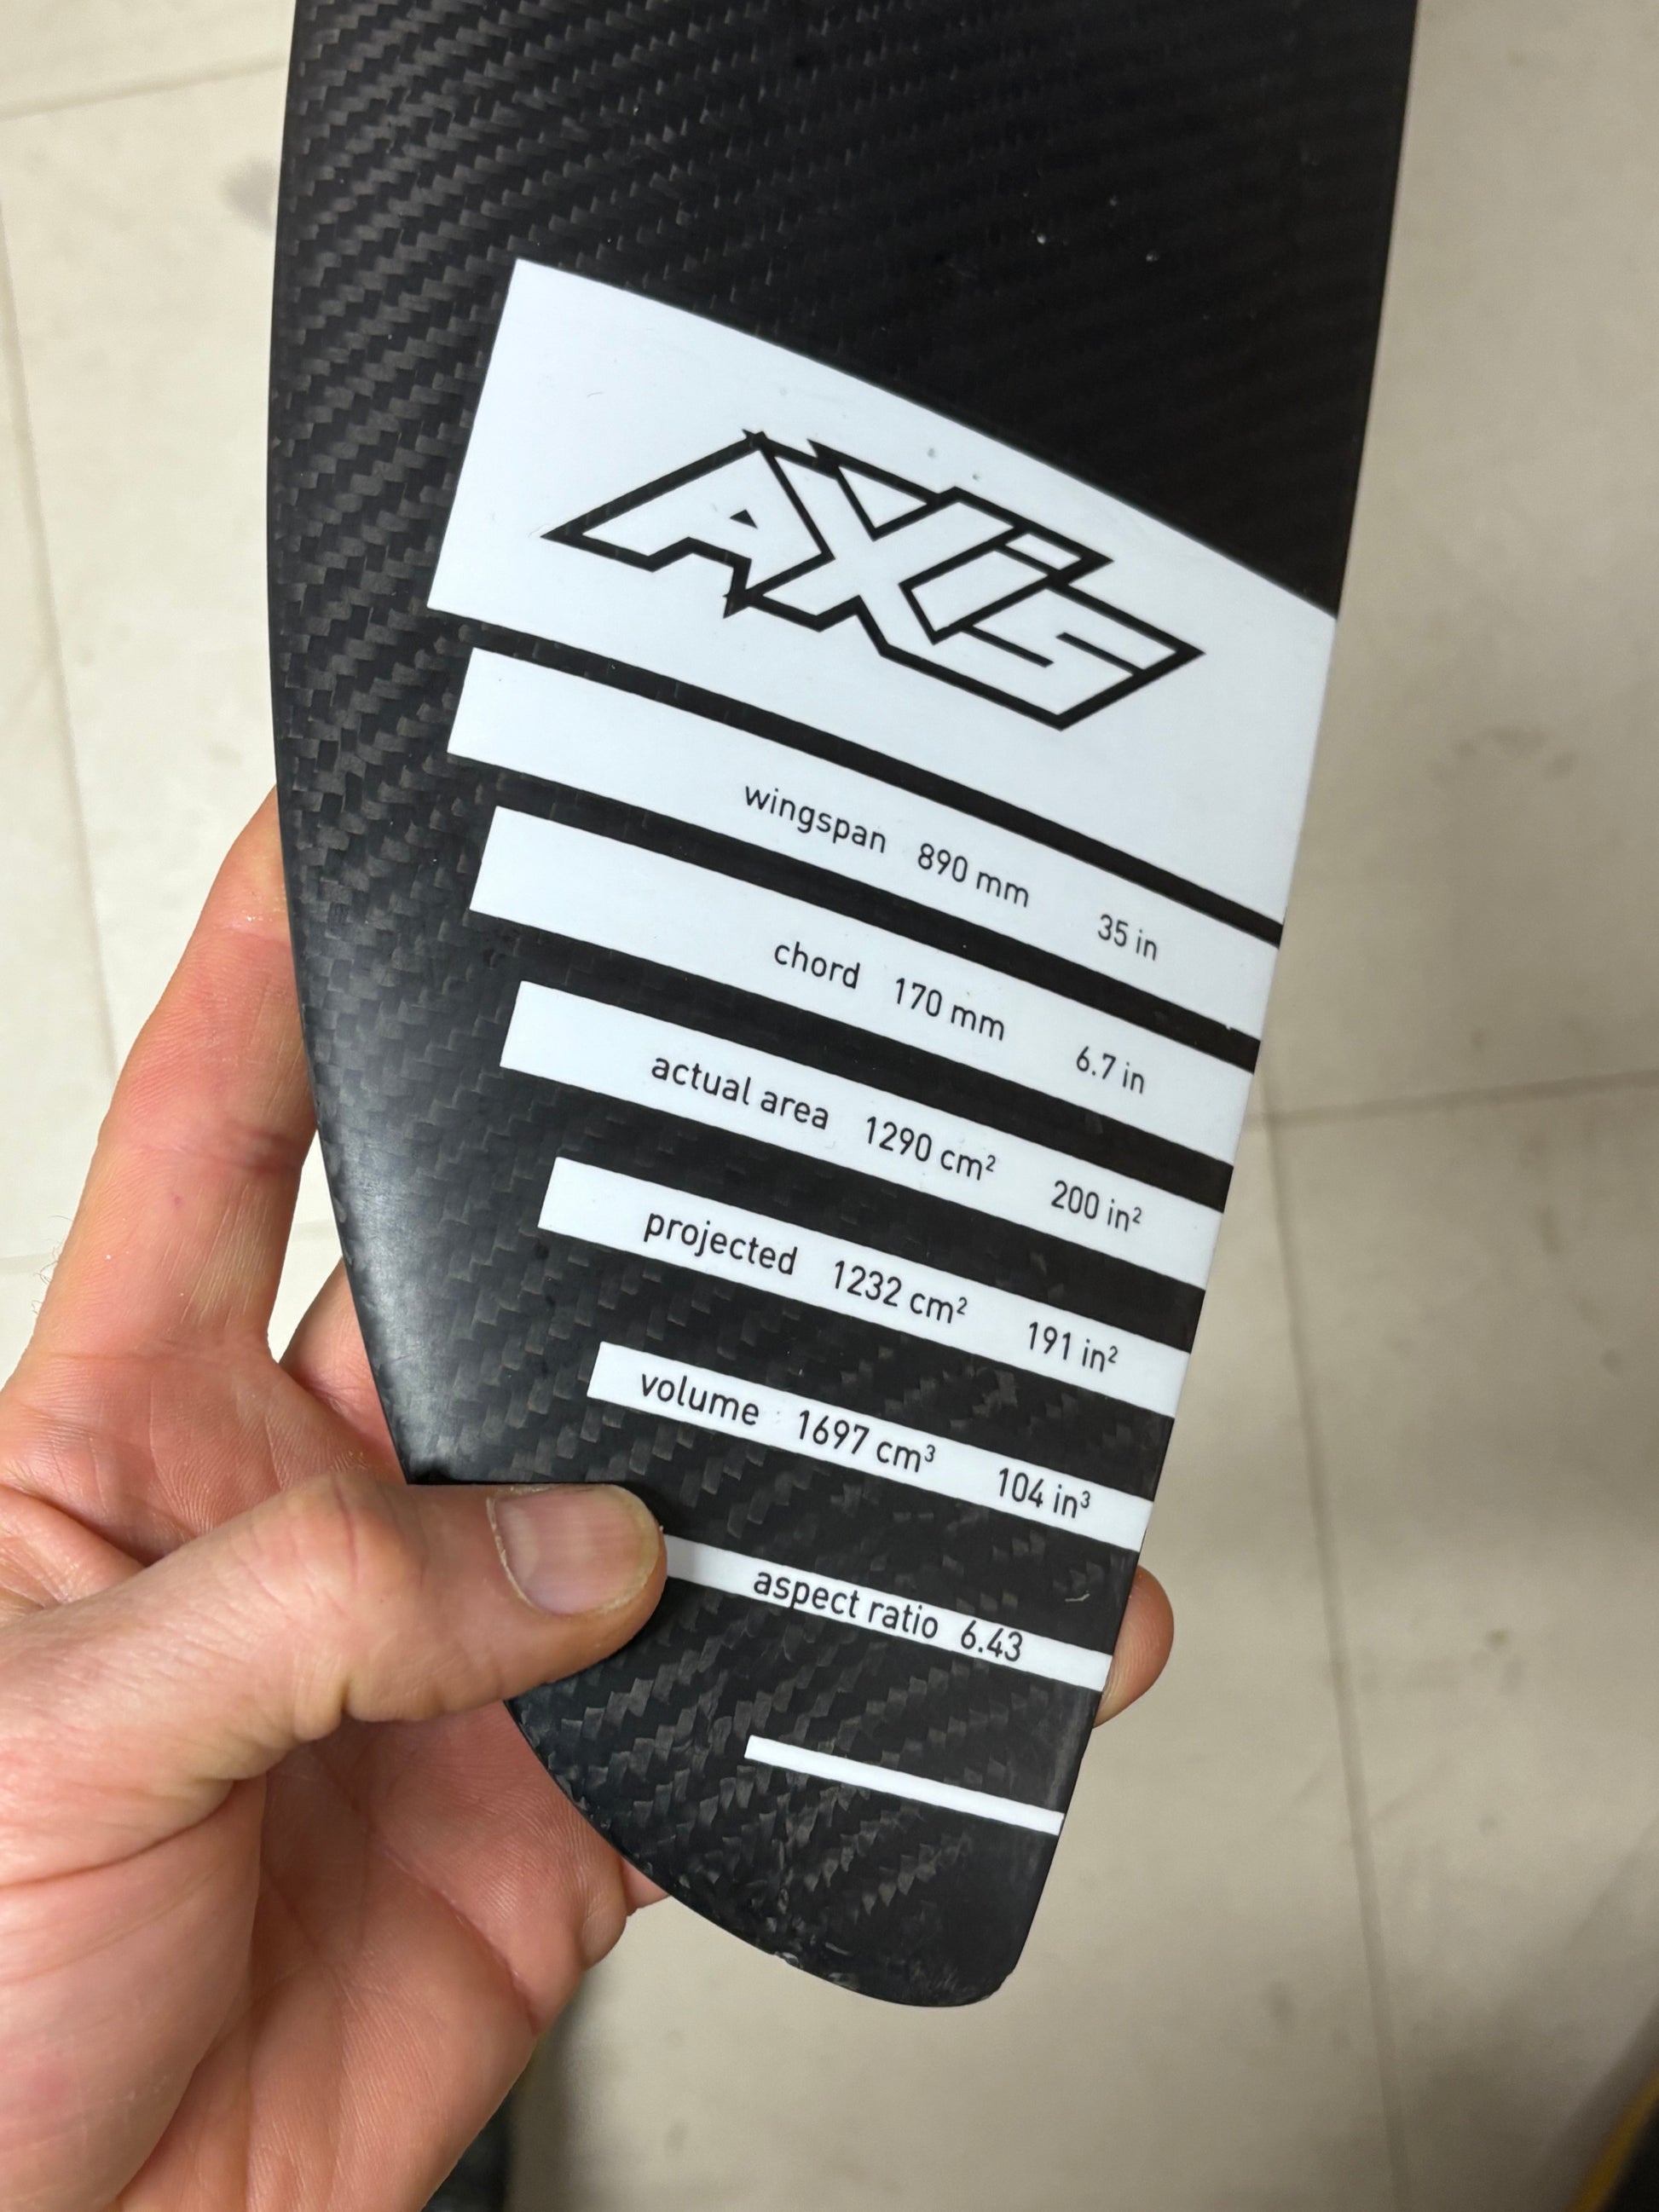 AXIS
wingspan 890 mm 35 in
chord 170 mm 6.7 in
actual area 1290 cm² 200 in²
projected 1232 cm² 191 in²
volume 1697 cm³ 104 in³
aspect ratio 6.43